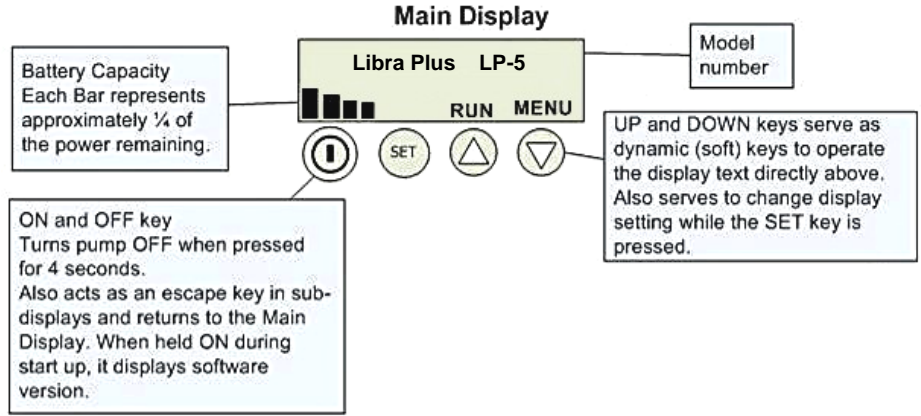 Main Display
Battery Capacity
Each Bar represents
approximately ¼ of
the power remaining.
Libra Plus LP-5
RUN MENU
Model
number
SET
UP and DOWN keys serve as
dynamic (soft) keys to operate
the display text directly above.
Also serves to change display
setting while the SET key is
pressed.
ON and OFF key
Turns pump OFF when pressed
for 4 seconds.
Also acts as an escape key in sub-
displays and returns to the Main
Display. When held ON during
start up, it displays software
version.